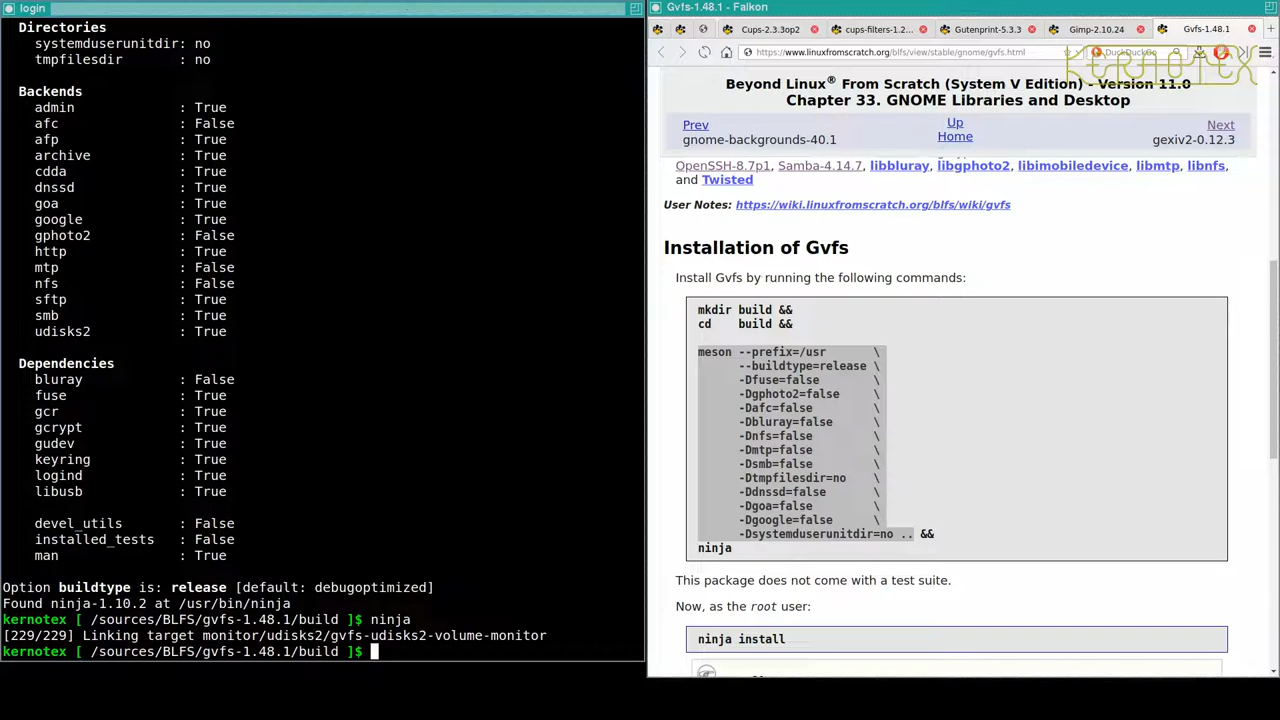 login
Directories
systemduserunitdir: no
tmpfilesdir : no
Backends
admin : True
afc : False
afp : True
archive : True
cdda : True
dnssd : True
goa : True
google : True
gphoto2 : False
http : True
mtp : False
nfs : False
sftp : True
smb : True
udisks2 : True
Dependencies
bluray : False
fuse : True
gcr : True
gcrypt : True
gudev : True
keyring : True
logind : True
libusb : True
devel_utils : False
installed_tests : False
man : True
Option buildtype is: release [default: debugoptimized]
Found ninja-1.10.2 at /usr/bin/ninja
kernotex [ /sources/BLFS/gvfs-1.48.1/build ]$ ninja
[229/229] Linking target monitor/udisks2/gvfs-udisks2-volume-monitor
kernotex [ /sources/BLFS/gvfs-1.48.1/build ]$
Gvfs-1.48.1 - Falkon
Cups-2.3.3op2 cups-filters-1.2... Gutenprint-5.3.3 Gimp-2.10.24 Gvfs-1.48.1
https://www.linuxfromscratch.org/blfs/view/stable/gnome/gvfs.html DuckDuckGo
KERNOTEX
Beyond Linux® From Scratch (System V Edition) - Version 11.0
Chapter 33. GNOME Libraries and Desktop
Prev Up Next
gnome-backgrounds-40.1 Home gexiv2-0.12.3
OpenSSH-8.7p1, Samba-4.14.7, libbluray, libgphoto2, libimobiledevice, libmtp, libnfs,
and Twisted
User Notes: https://wiki.linuxfromscratch.org/blfs/wiki/gvfs
Installation of Gvfs
Install Gvfs by running the following commands:
mkdir build &&
cd build &&
meson --prefix=/usr \
--buildtype=release \
-Dfuse=false \
-Dgphoto2=false \
-Dafc=false \
-Dbluray=false \
-Dnfs=false \
-Dmtp=false \
-Dsmb=false \
-Dtmpfilesdir=no \
-Ddnssd=false \
-Dgoa=false \
-Dgoogle=false \
-Dsystemduserunitdir=no .. &&
ninja
This package does not come with a test suite.
Now, as the root user:
ninja install